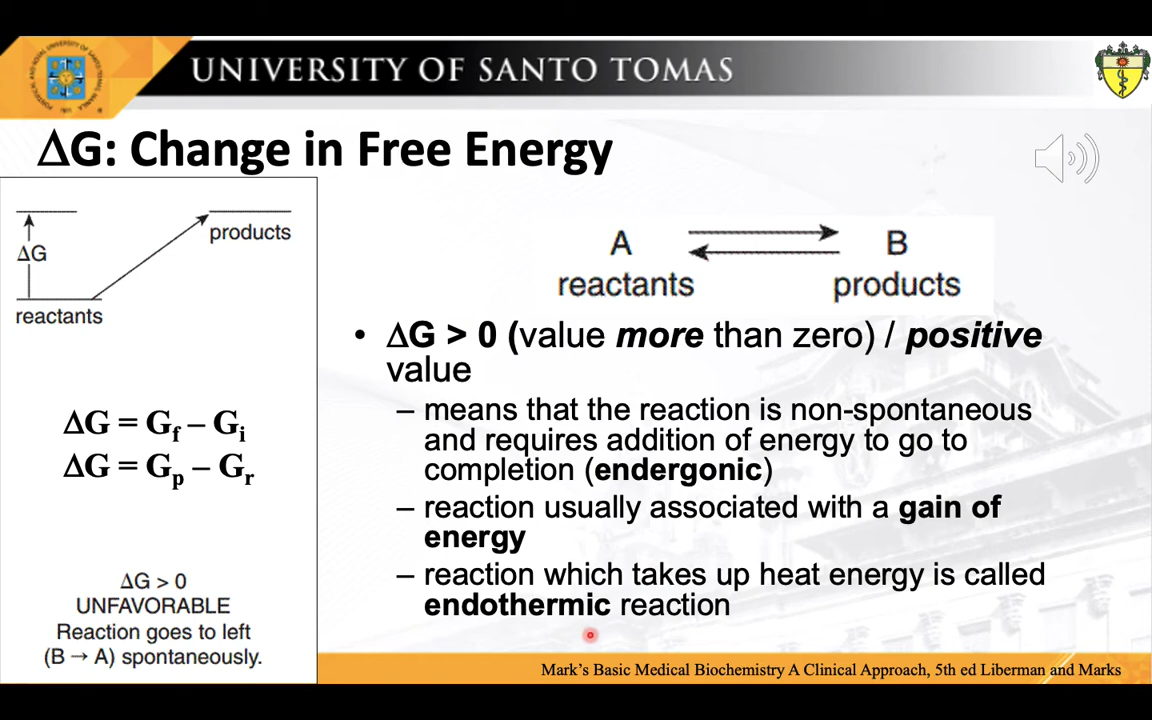 UNIVERSITY OF SANTO TOMAS
ΔG: Change in Free Energy
products
ΔG
reactants
ΔG = Gf – Gi
ΔG = Gp – Gr
ΔG > 0
UNFAVORABLE
Reaction goes to left
(B → A) spontaneously.
A B
reactants products
• ΔG > 0 (value more than zero) / positive
value
– means that the reaction is non-spontaneous
and requires addition of energy to go to
completion (endergonic)
– reaction usually associated with a gain of
energy
– reaction which takes up heat energy is called
endothermic reaction
Mark's Basic Medical Biochemistry A Clinical Approach, 5th ed Liberman and Marks